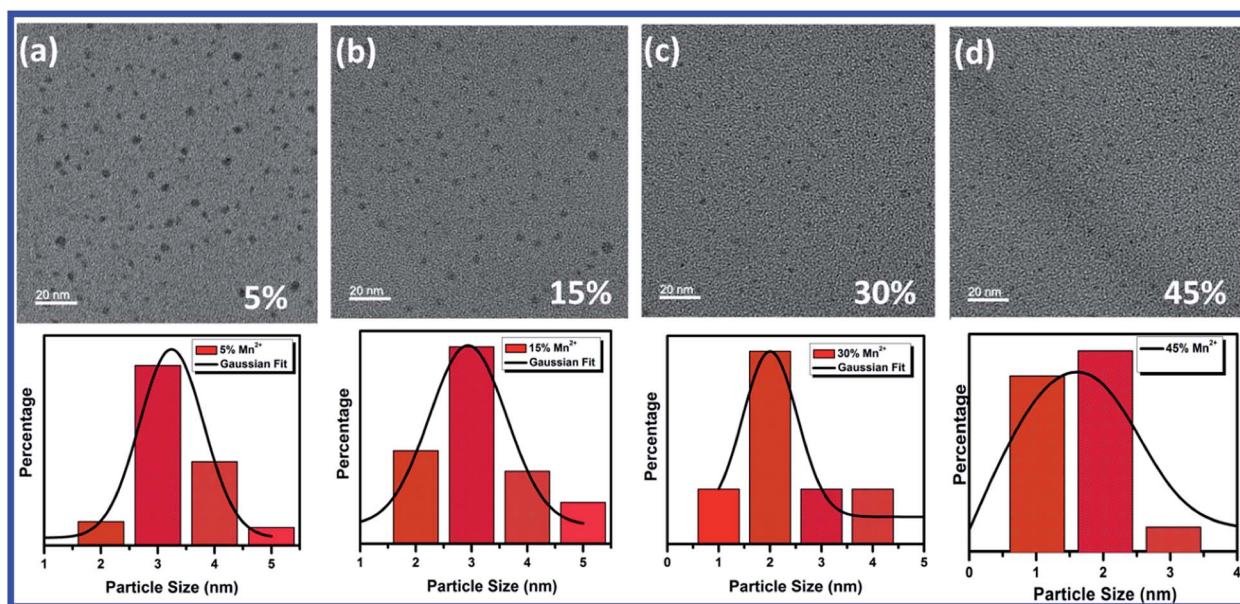 (a)
20 nm
5%
(b)
20 nm
15%
(c)
20 nm
30%
(d)
20 nm
45%
Percentage
5% Mn²⁺
Gaussian Fit
1 2 3 4 5
Particle Size (nm)
Percentage
15% Mn²⁺
Gaussian Fit
1 2 3 4 5
Particle Size (nm)
Percentage
30% Mn²⁺
Gaussian Fit
0 1 2 3 4 5
Particle Size (nm)
Percentage
45% Mn²⁺
0 1 2 3 4
Particle Size (nm)